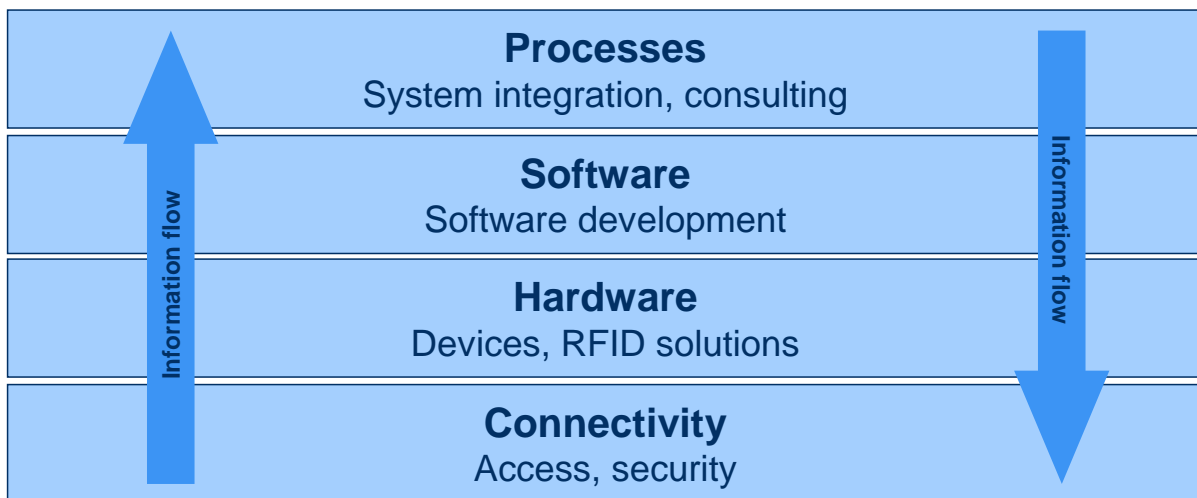 Processes
System integration, consulting
Software
Software development
Hardware
Devices, RFID solutions
Connectivity
Access, security
Information flow
Information flow